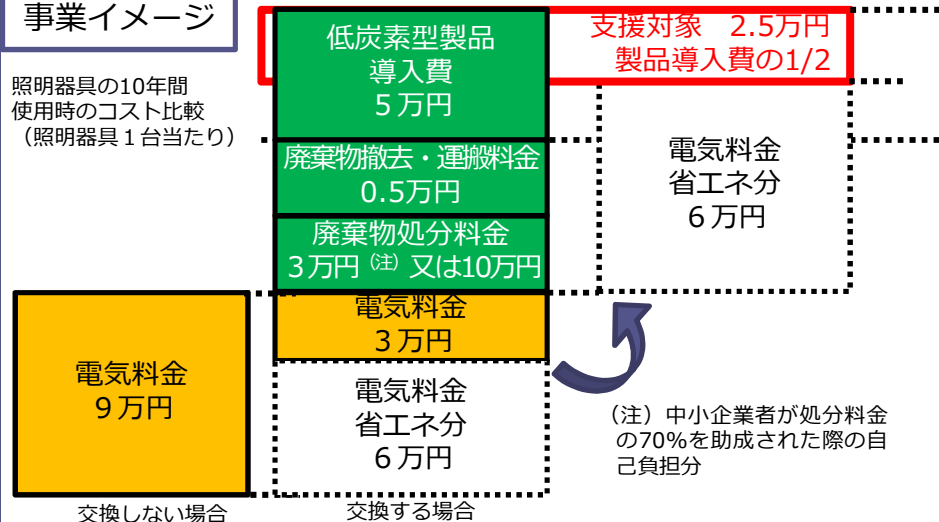 事業イメージ
照明器具の10年間
使用時のコスト比較
（照明器具１台当たり）
低炭素型製品
導入費
５万円
支援対象　2.5万円
製品導入費の1/2
廃棄物撤去・運搬料金
0.5万円
廃棄物処分料金
3万円（注）又は10万円
電気料金
省エネ分
６万円
電気料金
９万円
電気料金
３万円
電気料金
省エネ分
６万円
（注）中小企業者が処分料金
の70%を助成された際の自
己負担分
交換しない場合
交換する場合